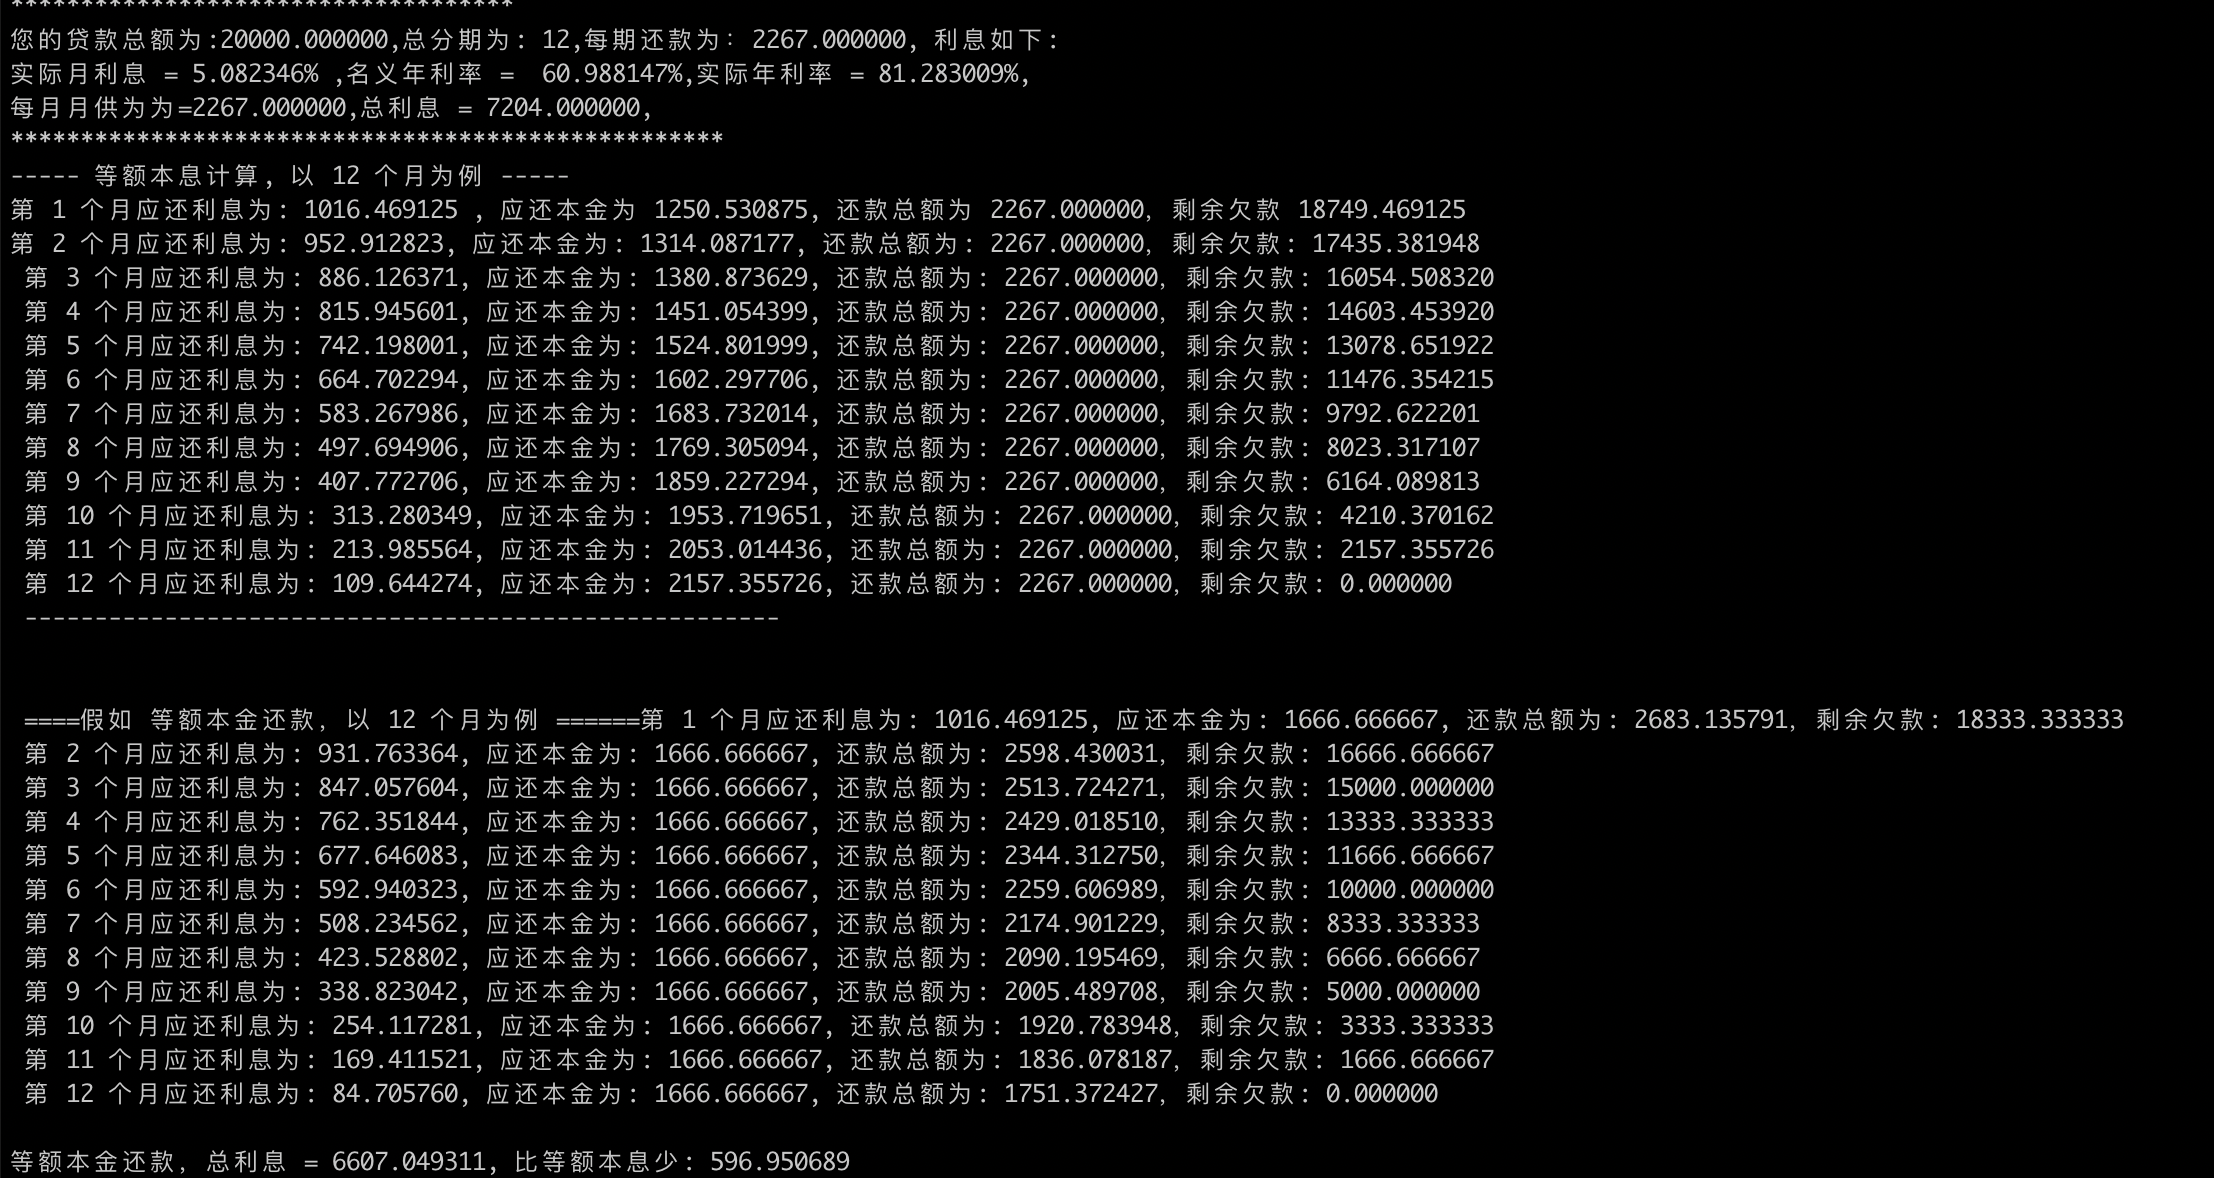 ************************************
您的贷款总额为:20000.000000,总分期为: 12,每期还款为: 2267.000000, 利息如下:
实际月利息 = 5.082346% ,名义年利率 =  60.988147%,实际年利率 = 81.283009%,
每月月供为为=2267.000000,总利息 = 7204.000000,
***************************************************
----- 等额本息计算, 以 12 个月为例 -----
第 1 个月应还利息为: 1016.469125 , 应还本金为 1250.530875, 还款总额为 2267.000000, 剩余欠款 18749.469125
第 2 个月应还利息为: 952.912823, 应还本金为: 1314.087177, 还款总额为: 2267.000000, 剩余欠款: 17435.381948
第 3 个月应还利息为: 886.126371, 应还本金为: 1380.873629, 还款总额为: 2267.000000, 剩余欠款: 16054.508320
第 4 个月应还利息为: 815.945601, 应还本金为: 1451.054399, 还款总额为: 2267.000000, 剩余欠款: 14603.453920
第 5 个月应还利息为: 742.198001, 应还本金为: 1524.801999, 还款总额为: 2267.000000, 剩余欠款: 13078.651922
第 6 个月应还利息为: 664.702294, 应还本金为: 1602.297706, 还款总额为: 2267.000000, 剩余欠款: 11476.354215
第 7 个月应还利息为: 583.267986, 应还本金为: 1683.732014, 还款总额为: 2267.000000, 剩余欠款: 9792.622201
第 8 个月应还利息为: 497.694906, 应还本金为: 1769.305094, 还款总额为: 2267.000000, 剩余欠款: 8023.317107
第 9 个月应还利息为: 407.772706, 应还本金为: 1859.227294, 还款总额为: 2267.000000, 剩余欠款: 6164.089813
第 10 个月应还利息为: 313.280349, 应还本金为: 1953.719651, 还款总额为: 2267.000000, 剩余欠款: 4210.370162
第 11 个月应还利息为: 213.985564, 应还本金为: 2053.014436, 还款总额为: 2267.000000, 剩余欠款: 2157.355726
第 12 个月应还利息为: 109.644274, 应还本金为: 2157.355726, 还款总额为: 2267.000000, 剩余欠款: 0.000000
------------------------------------------------------
====假如 等额本金还款, 以 12 个月为例 ======第 1 个月应还利息为: 1016.469125, 应还本金为: 1666.666667, 还款总额为: 2683.135791, 剩余欠款: 18333.333333
第 2 个月应还利息为: 931.763364, 应还本金为: 1666.666667, 还款总额为: 2598.430031, 剩余欠款: 16666.666667
第 3 个月应还利息为: 847.057604, 应还本金为: 1666.666667, 还款总额为: 2513.724271, 剩余欠款: 15000.000000
第 4 个月应还利息为: 762.351844, 应还本金为: 1666.666667, 还款总额为: 2429.018510, 剩余欠款: 13333.333333
第 5 个月应还利息为: 677.646083, 应还本金为: 1666.666667, 还款总额为: 2344.312750, 剩余欠款: 11666.666667
第 6 个月应还利息为: 592.940323, 应还本金为: 1666.666667, 还款总额为: 2259.606989, 剩余欠款: 10000.000000
第 7 个月应还利息为: 508.234562, 应还本金为: 1666.666667, 还款总额为: 2174.901229, 剩余欠款: 8333.333333
第 8 个月应还利息为: 423.528802, 应还本金为: 1666.666667, 还款总额为: 2090.195469, 剩余欠款: 6666.666667
第 9 个月应还利息为: 338.823042, 应还本金为: 1666.666667, 还款总额为: 2005.489708, 剩余欠款: 5000.000000
第 10 个月应还利息为: 254.117281, 应还本金为: 1666.666667, 还款总额为: 1920.783948, 剩余欠款: 3333.333333
第 11 个月应还利息为: 169.411521, 应还本金为: 1666.666667, 还款总额为: 1836.078187, 剩余欠款: 1666.666667
第 12 个月应还利息为: 84.705760, 应还本金为: 1666.666667, 还款总额为: 1751.372427, 剩余欠款: 0.000000
等额本金还款, 总利息 = 6607.049311, 比等额本息少: 596.950689